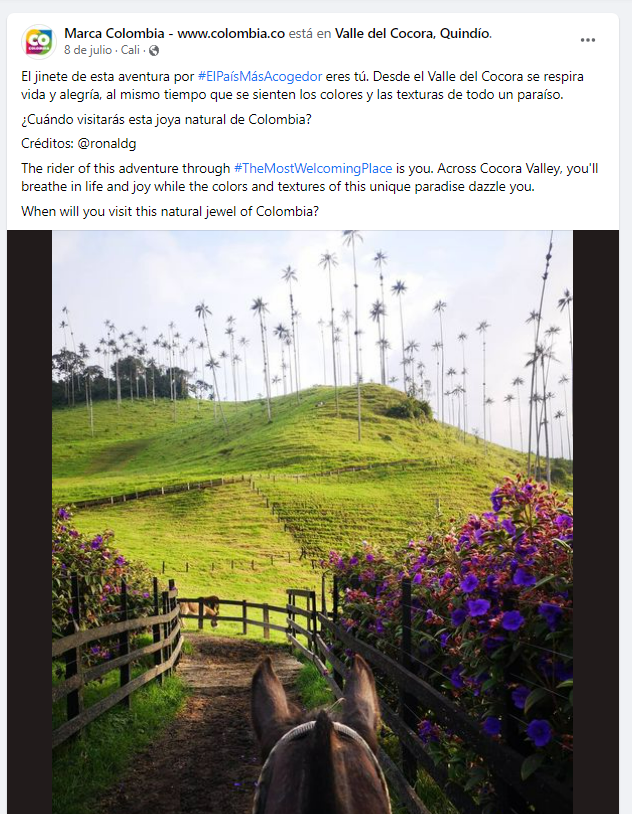 Marca Colombia - www.colombia.co está en Valle del Cocora, Quindío.
8 de julio · Cali ·
El jinete de esta aventura por #ElPaísMásAcogedor eres tú. Desde el Valle del Cocora se respira
vida y alegría, al mismo tiempo que se sienten los colores y las texturas de todo un paraíso.
¿Cuándo visitarás esta joya natural de Colombia?
Créditos: @ronaldg
The rider of this adventure through #TheMostWelcomingPlace is you. Across Cocora Valley, you'll
breathe in life and joy while the colors and textures of this unique paradise dazzle you.
When will you visit this natural jewel of Colombia?